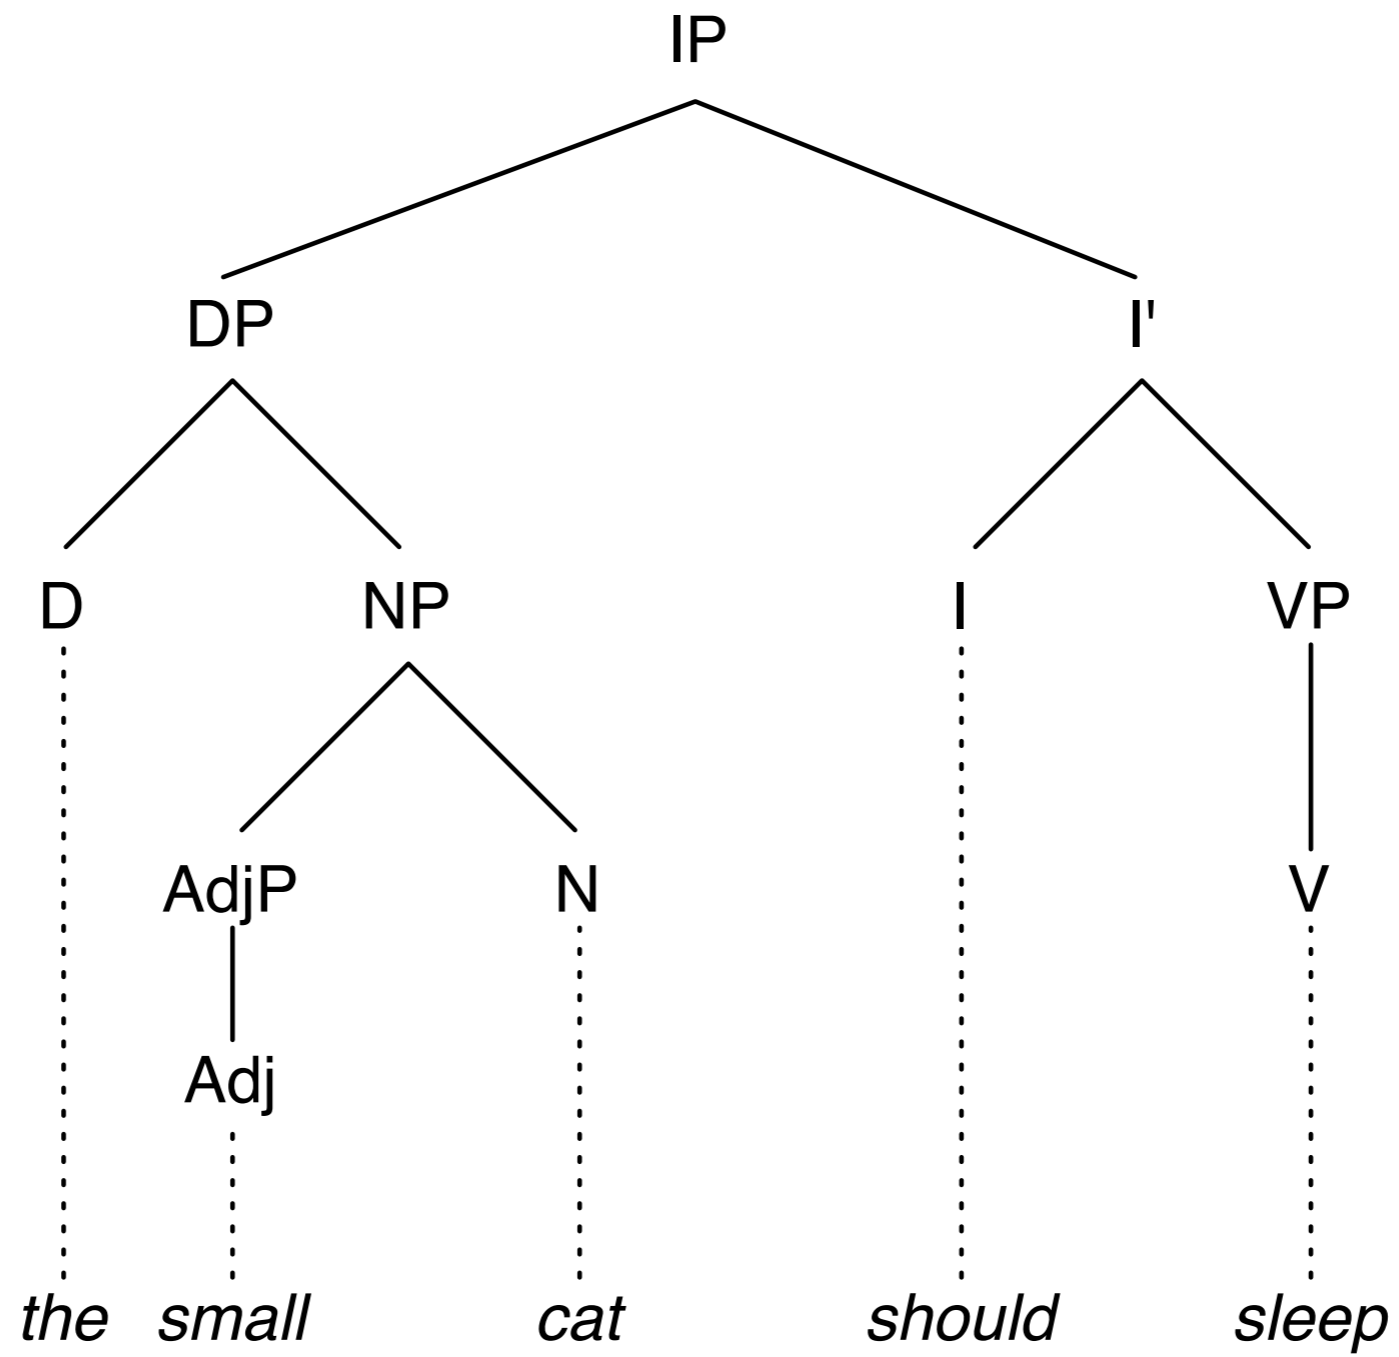 IP
DP I'
D NP I VP
AdjP N V
Adj
the small cat should sleep